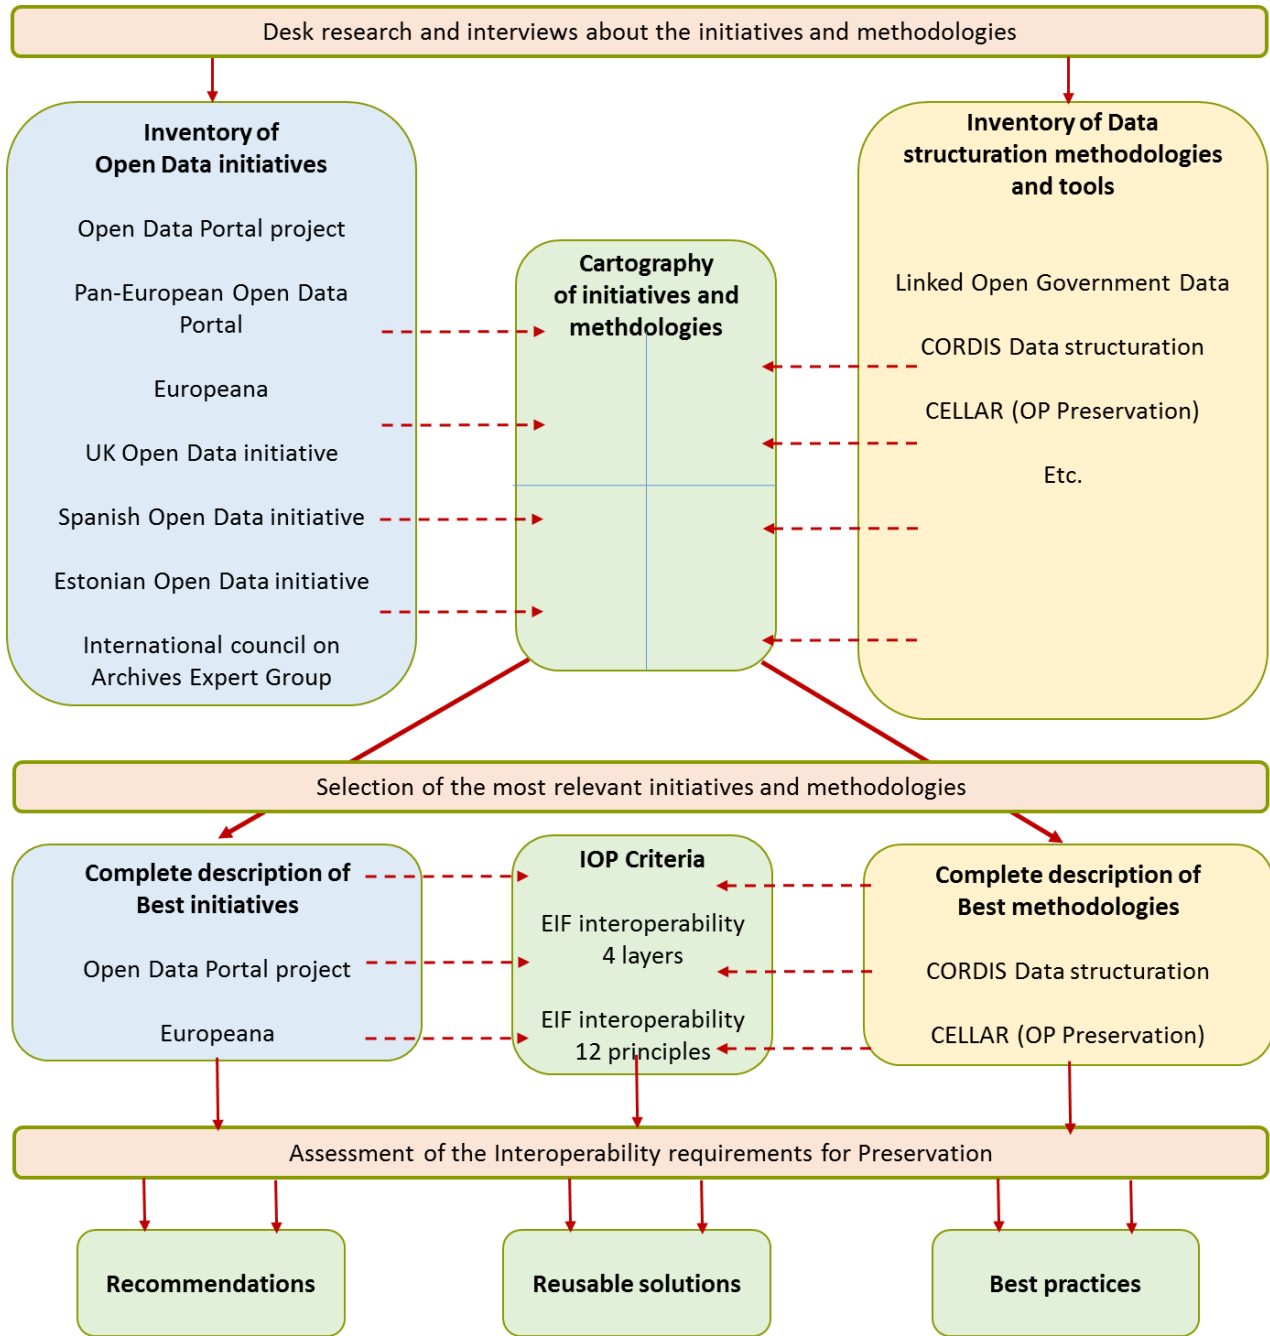 Desk research and interviews about the initiatives and methodologies
Inventory of
Open Data initiatives
Open Data Portal project
Pan-European Open Data
Portal
Europeana
UK Open Data initiative
Spanish Open Data initiative
Estonian Open Data initiative
International council on
Archives Expert Group
Cartography
of initiatives and
methdologies
Inventory of Data
structuration methodologies
and tools
Linked Open Government Data
CORDIS Data structuration
CELLAR (OP Preservation)
Etc.
Selection of the most relevant initiatives and methodologies
Complete description of
Best initiatives
Open Data Portal project
Europeana
IOP Criteria
EIF interoperability
4 layers
EIF interoperability
12 principles
Complete description of
Best methodologies
CORDIS Data structuration
CELLAR (OP Preservation)
Assessment of the Interoperability requirements for Preservation
Recommendations
Reusable solutions
Best practices